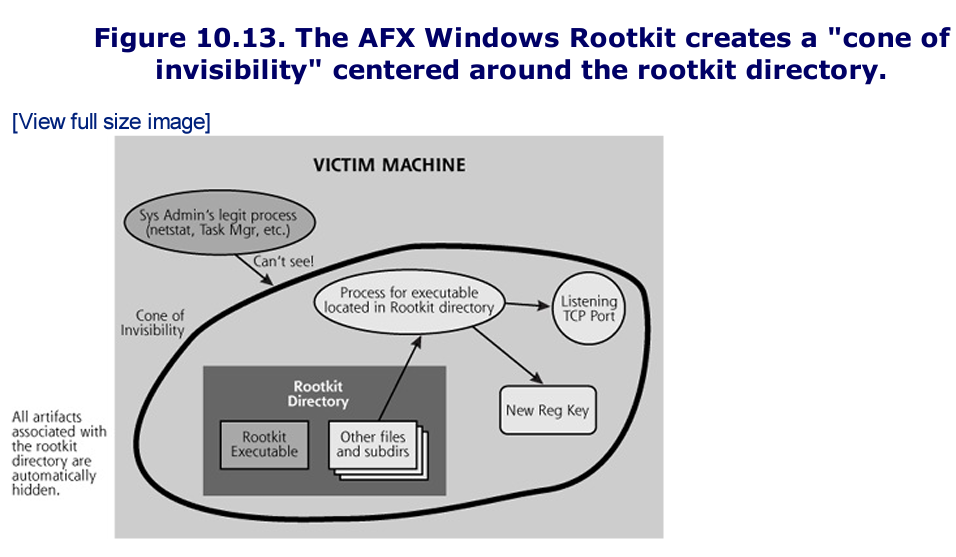 Figure 10.13. The AFX Windows Rootkit creates a "cone of
invisibility" centered around the rootkit directory.
[View full size image]
VICTIM MACHINE
Sys Admin's legit process
(netstat, Task Mgr, etc.)
Can't see!
Process for executable
located in Rootkit directory
Listening
TCP Port
Cone of
Invisibility
Rootkit
Directory
New Reg Key
Rootkit
Executable
Other files
and subdirs
All artifacts
associated with
the rootkit
directory are
automatically
hidden.